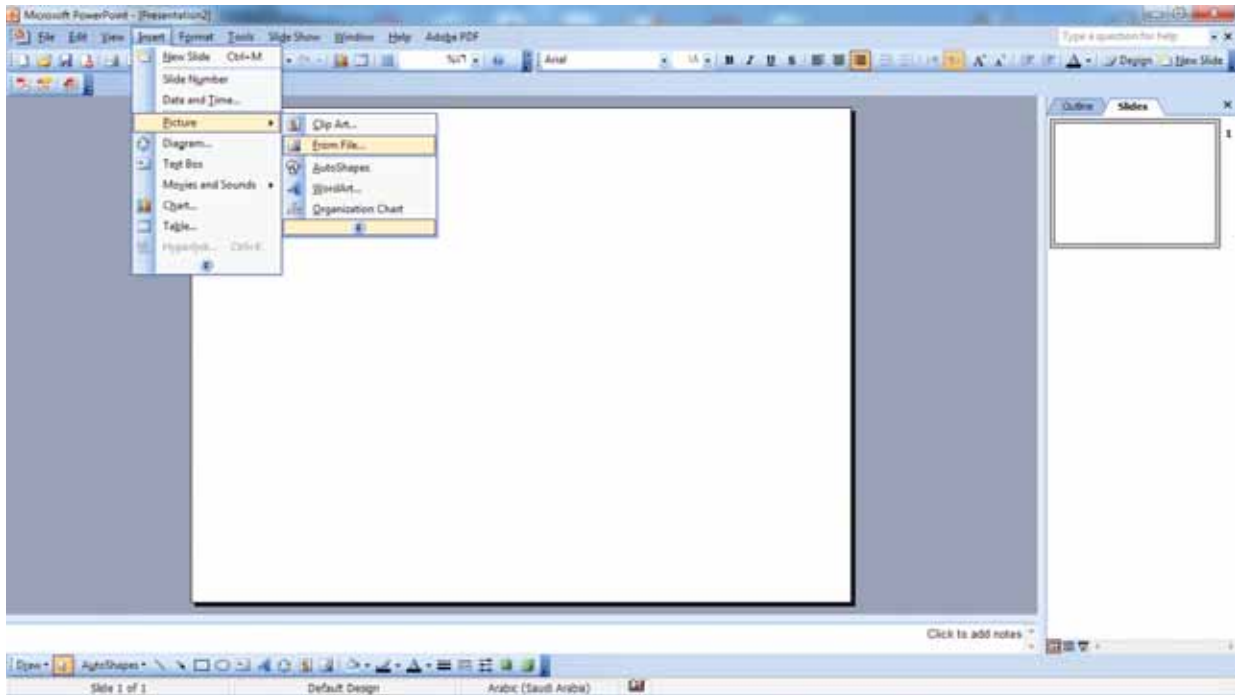 Microsoft PowerPoint - [Presentation2]
File Edit View Insert Format Tools Slide Show Window Help Adobe PDF
Type a question for help
New Slide Ctrl+M
Arial
Design New Slide
Slide Number
Date and Time...
Picture
Clip Art...
From File...
AutoShapes
WordArt...
Organization Chart
Diagram...
Text Box
Movies and Sounds
Chart...
Table...
Hyperlink... Ctrl+K
Outline Slides
1
Click to add notes
Draw AutoShapes
Slide 1 of 1 Default Design Arabic (Saudi Arabia)